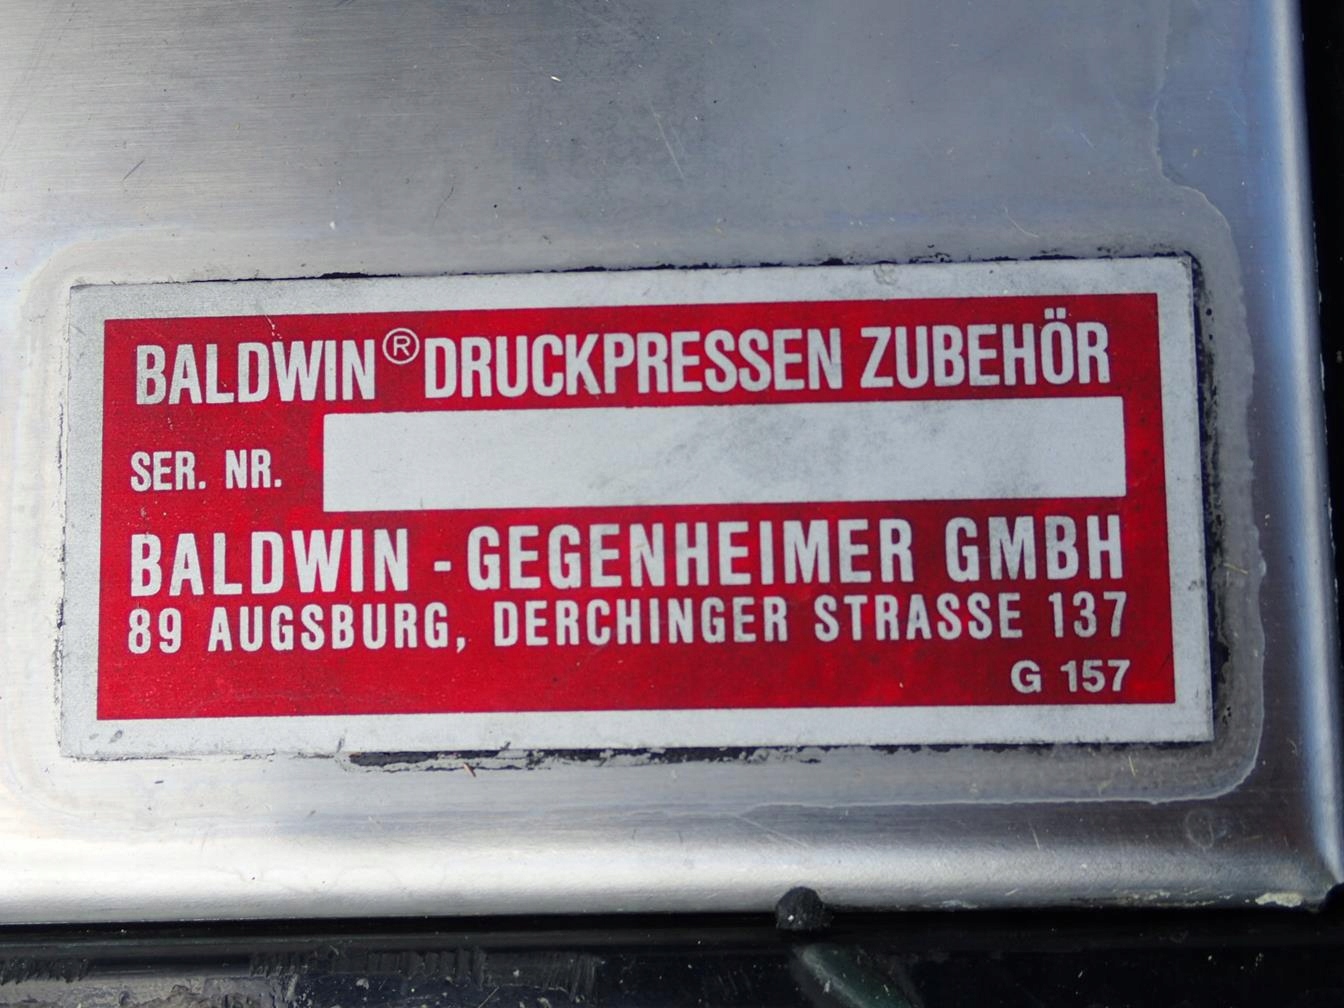 BALDWIN® DRUCKPRESSEN ZUBEHÖR
SER. NR.
BALDWIN - GEGENHEIMER GMBH
89 AUGSBURG, DERCHINGER STRASSE 137
G 157